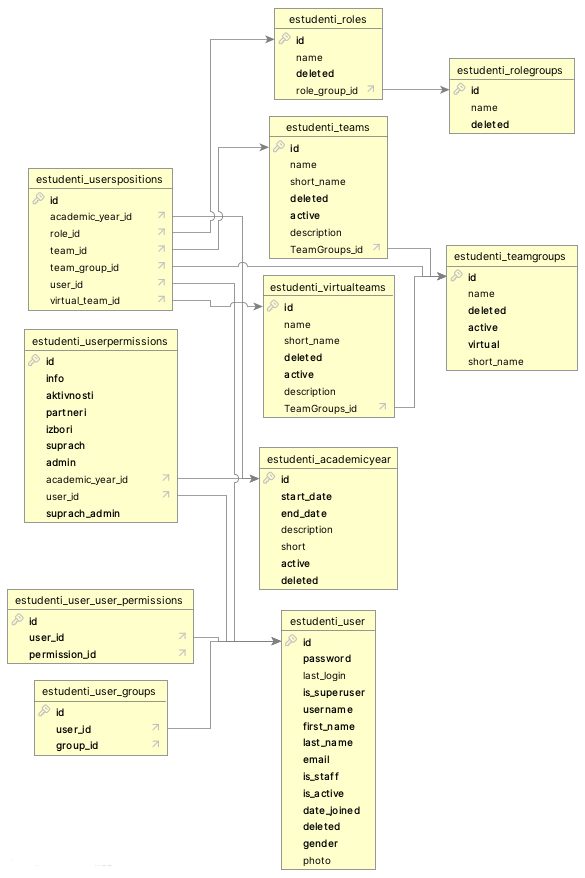 estudenti_roles
id
name
deleted
role_group_id
estudenti_rolegroups
id
name
deleted
estudenti_teams
id
name
short_name
deleted
active
description
TeamGroups_id
estudenti_userspositions
id
academic_year_id
role_id
team_id
team_group_id
user_id
virtual_team_id
estudenti_teamgroups
id
name
deleted
active
virtual
short_name
estudenti_virtualteams
id
name
short_name
deleted
active
description
TeamGroups_id
estudenti_userpermissions
id
info
aktivnosti
partneri
izbori
suprach
admin
academic_year_id
user_id
suprach_admin
estudenti_academicyear
id
start_date
end_date
description
short
active
deleted
estudenti_user_user_permissions
id
user_id
permission_id
estudenti_user
id
password
last_login
is_superuser
username
first_name
last_name
email
is_staff
is_active
date_joined
deleted
gender
photo
estudenti_user_groups
id
user_id
group_id